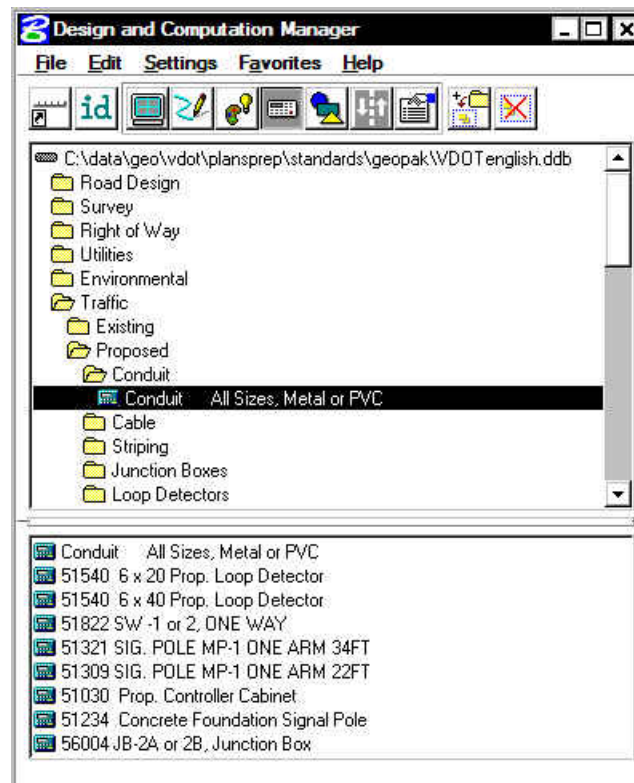 Design and Computation Manager
File Edit Settings Favorites Help
id
C:\data\geo\vdot\plansprep\standards\geopak\VDOTenglish.ddb
Road Design
Survey
Right of Way
Utilities
Environmental
Traffic
Existing
Proposed
Conduit
Conduit All Sizes, Metal or PVC
Cable
Striping
Junction Boxes
Loop Detectors
Conduit All Sizes, Metal or PVC
51540 6 x 20 Prop. Loop Detector
51540 6 x 40 Prop. Loop Detector
51822 SW -1 or 2, ONE WAY
51321 SIG. POLE MP-1 ONE ARM 34FT
51309 SIG. POLE MP-1 ONE ARM 22FT
51030 Prop. Controller Cabinet
51234 Concrete Foundation Signal Pole
56004 JB-2A or 2B, Junction Box